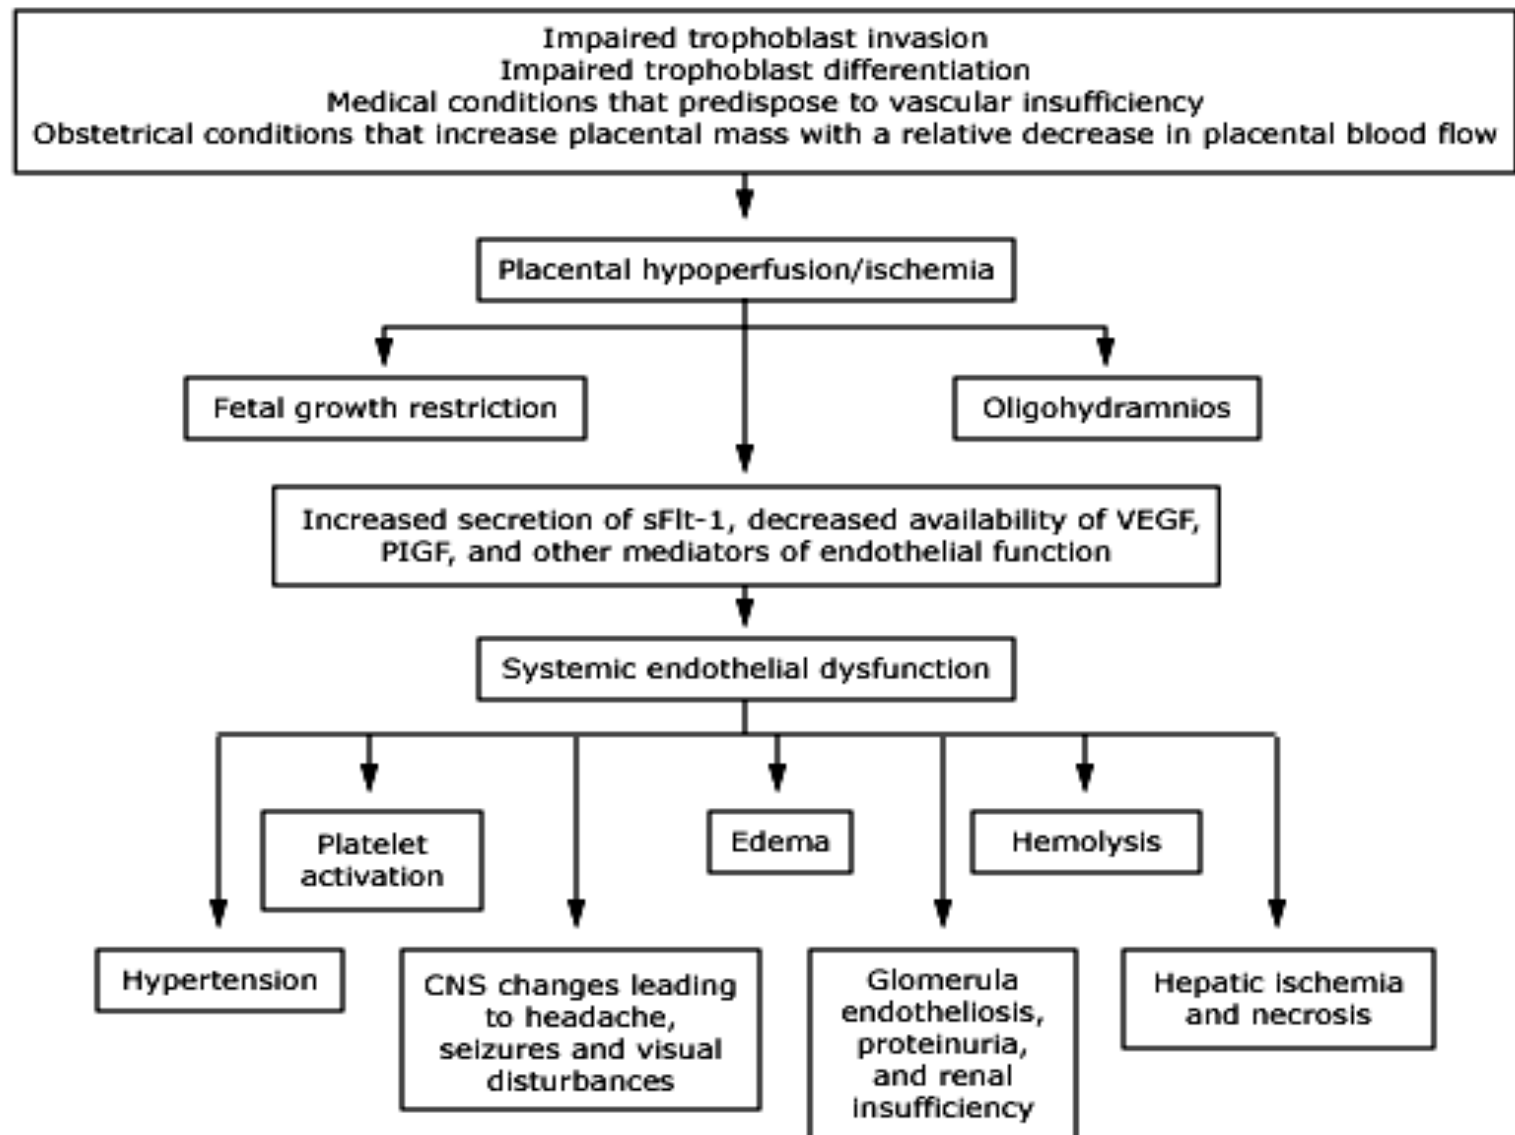 Impaired trophoblast invasion
Impaired trophoblast differentiation
Medical conditions that predispose to vascular insufficiency
Obstetrical conditions that increase placental mass with a relative decrease in placental blood flow
Placental hypoperfusion/ischemia
Fetal growth restriction
Oligohydramnios
Increased secretion of sFlt-1, decreased availability of VEGF,
PIGF, and other mediators of endothelial function
Systemic endothelial dysfunction
Platelet
activation
Edema
Hemolysis
Hypertension
CNS changes leading
to headache,
seizures and visual
disturbances
Glomerula
endotheliosis,
proteinuria,
and renal
insufficiency
Hepatic ischemia
and necrosis